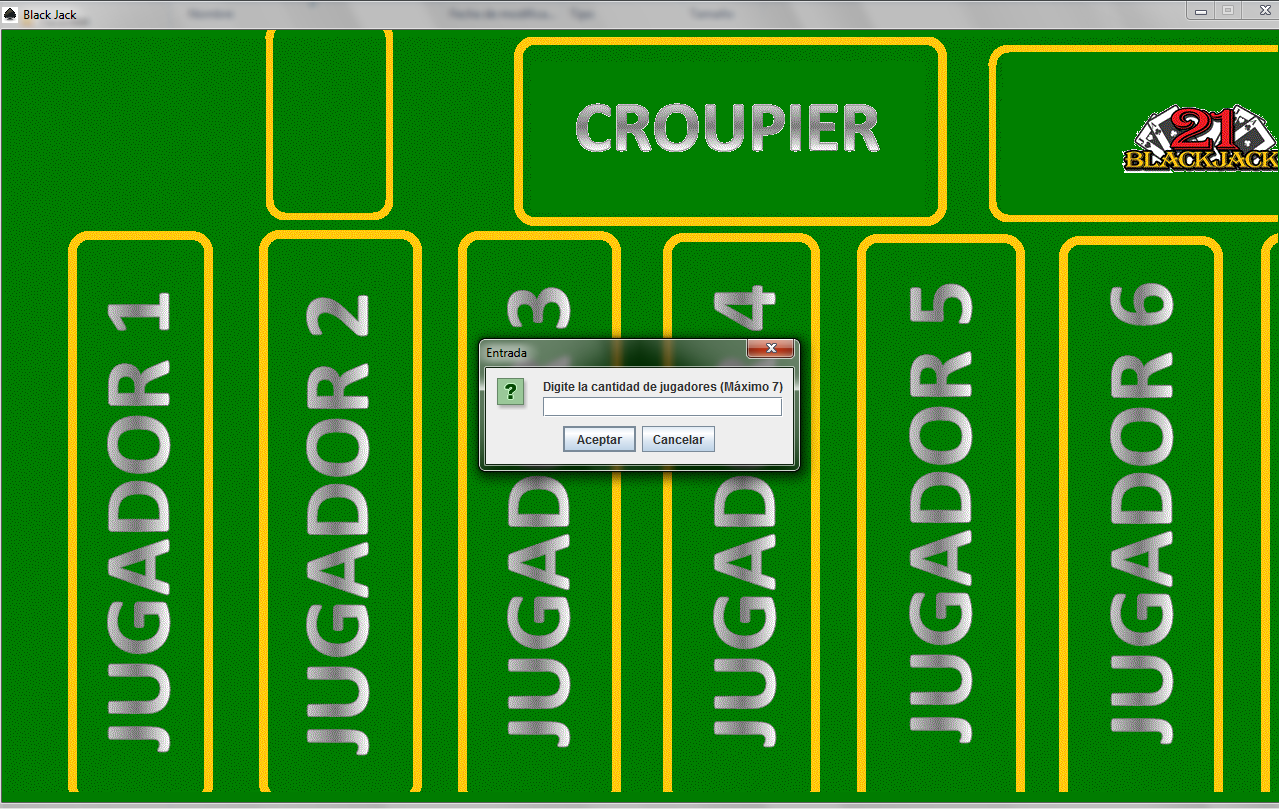 Black Jack
CROUPIER
21
BLACKJACK
JUGADOR 1
JUGADOR 2
3
JUGAD
4
JUGAD
JUGADOR 5
JUGADOR 6
Entrada
?
Digite la cantidad de jugadores (Máximo 7)
Aceptar
Cancelar